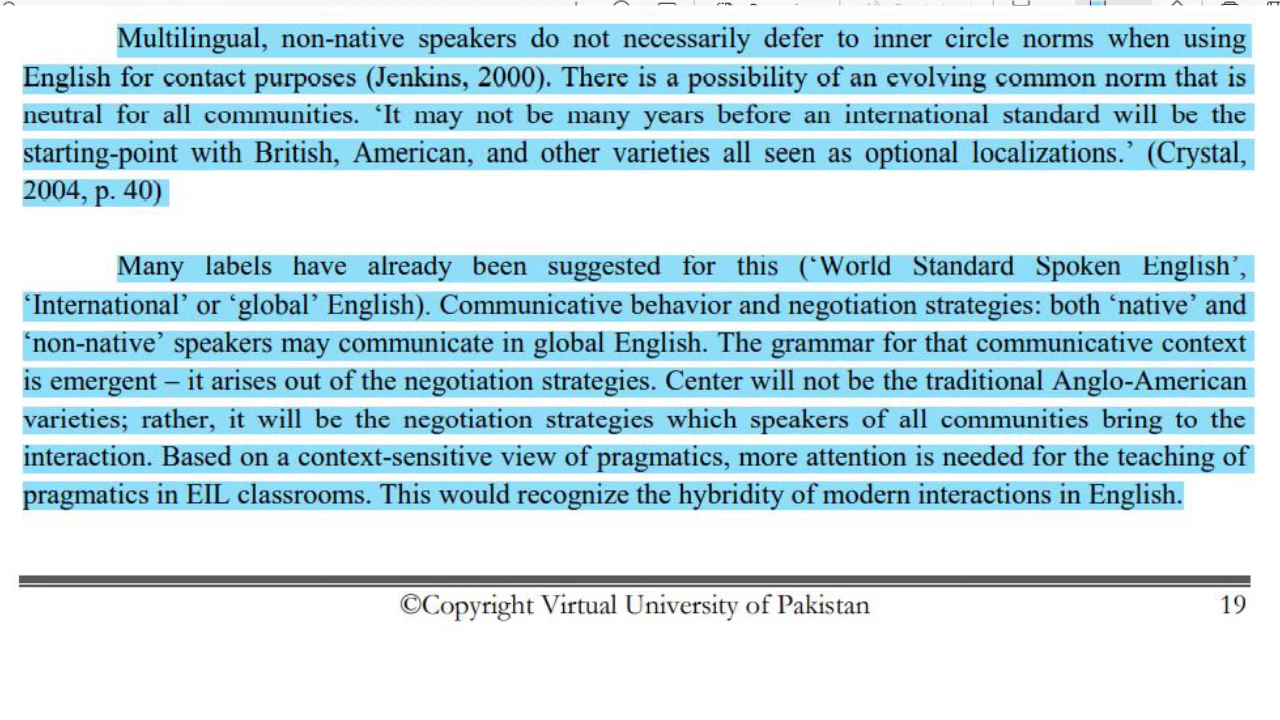 Multilingual, non-native speakers do not necessarily defer to inner circle norms when using
English for contact purposes (Jenkins, 2000). There is a possibility of an evolving common norm that is
neutral for all communities. ‘It may not be many years before an international standard will be the
starting-point with British, American, and other varieties all seen as optional localizations.’ (Crystal,
2004, p. 40)
Many labels have already been suggested for this (‘World Standard Spoken English’,
‘International’ or ‘global’ English). Communicative behavior and negotiation strategies: both ‘native’ and
‘non-native’ speakers may communicate in global English. The grammar for that communicative context
is emergent – it arises out of the negotiation strategies. Center will not be the traditional Anglo-American
varieties; rather, it will be the negotiation strategies which speakers of all communities bring to the
interaction. Based on a context-sensitive view of pragmatics, more attention is needed for the teaching of
pragmatics in EIL classrooms. This would recognize the hybridity of modern interactions in English.
©Copyright Virtual University of Pakistan 19